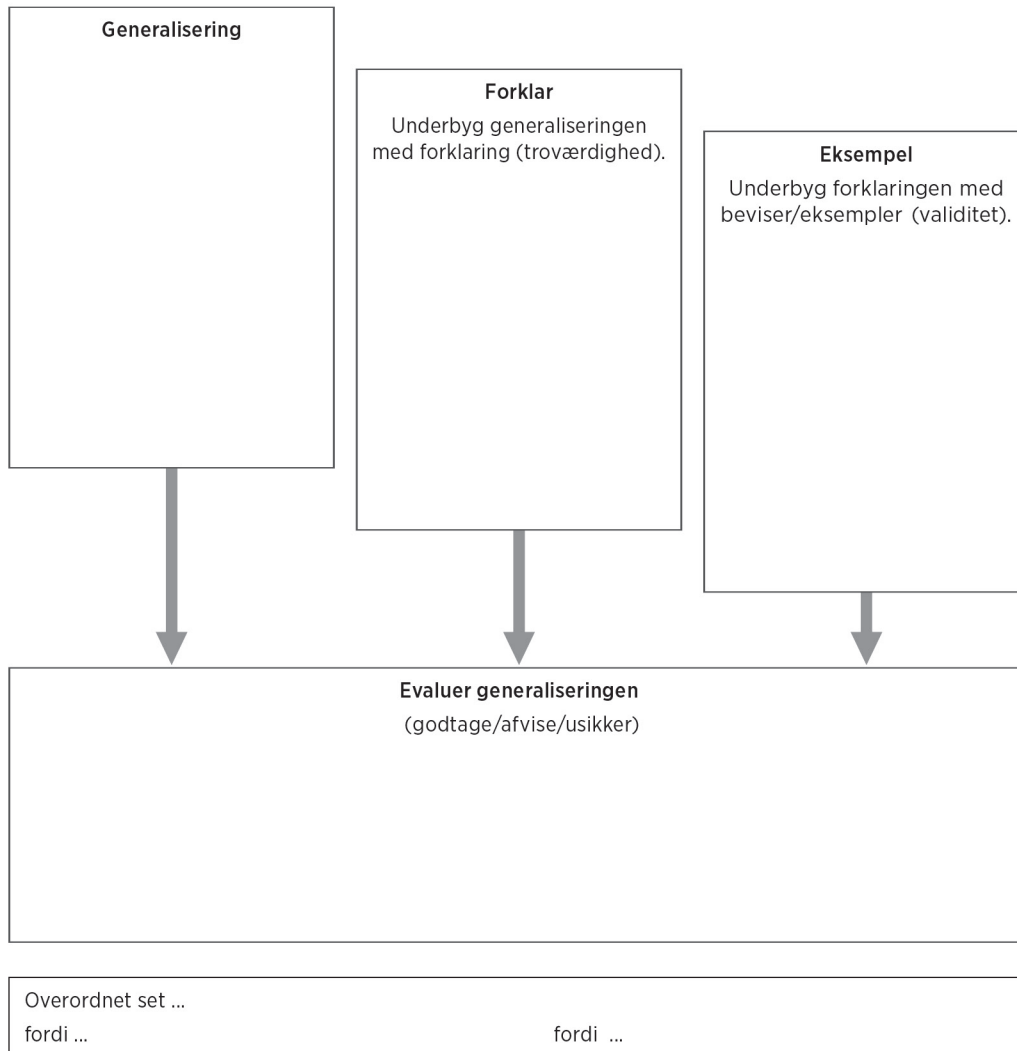 Generalisering
Forklar
Underbyg generaliseringen
med forklaring (troværdighed).
Eksempel
Underbyg forklaringen med
beviser/eksempler (validitet).
Evaluer generaliseringen
(godtage/afvise/usikker)
Overordnet set ...
fordi ... fordi ...